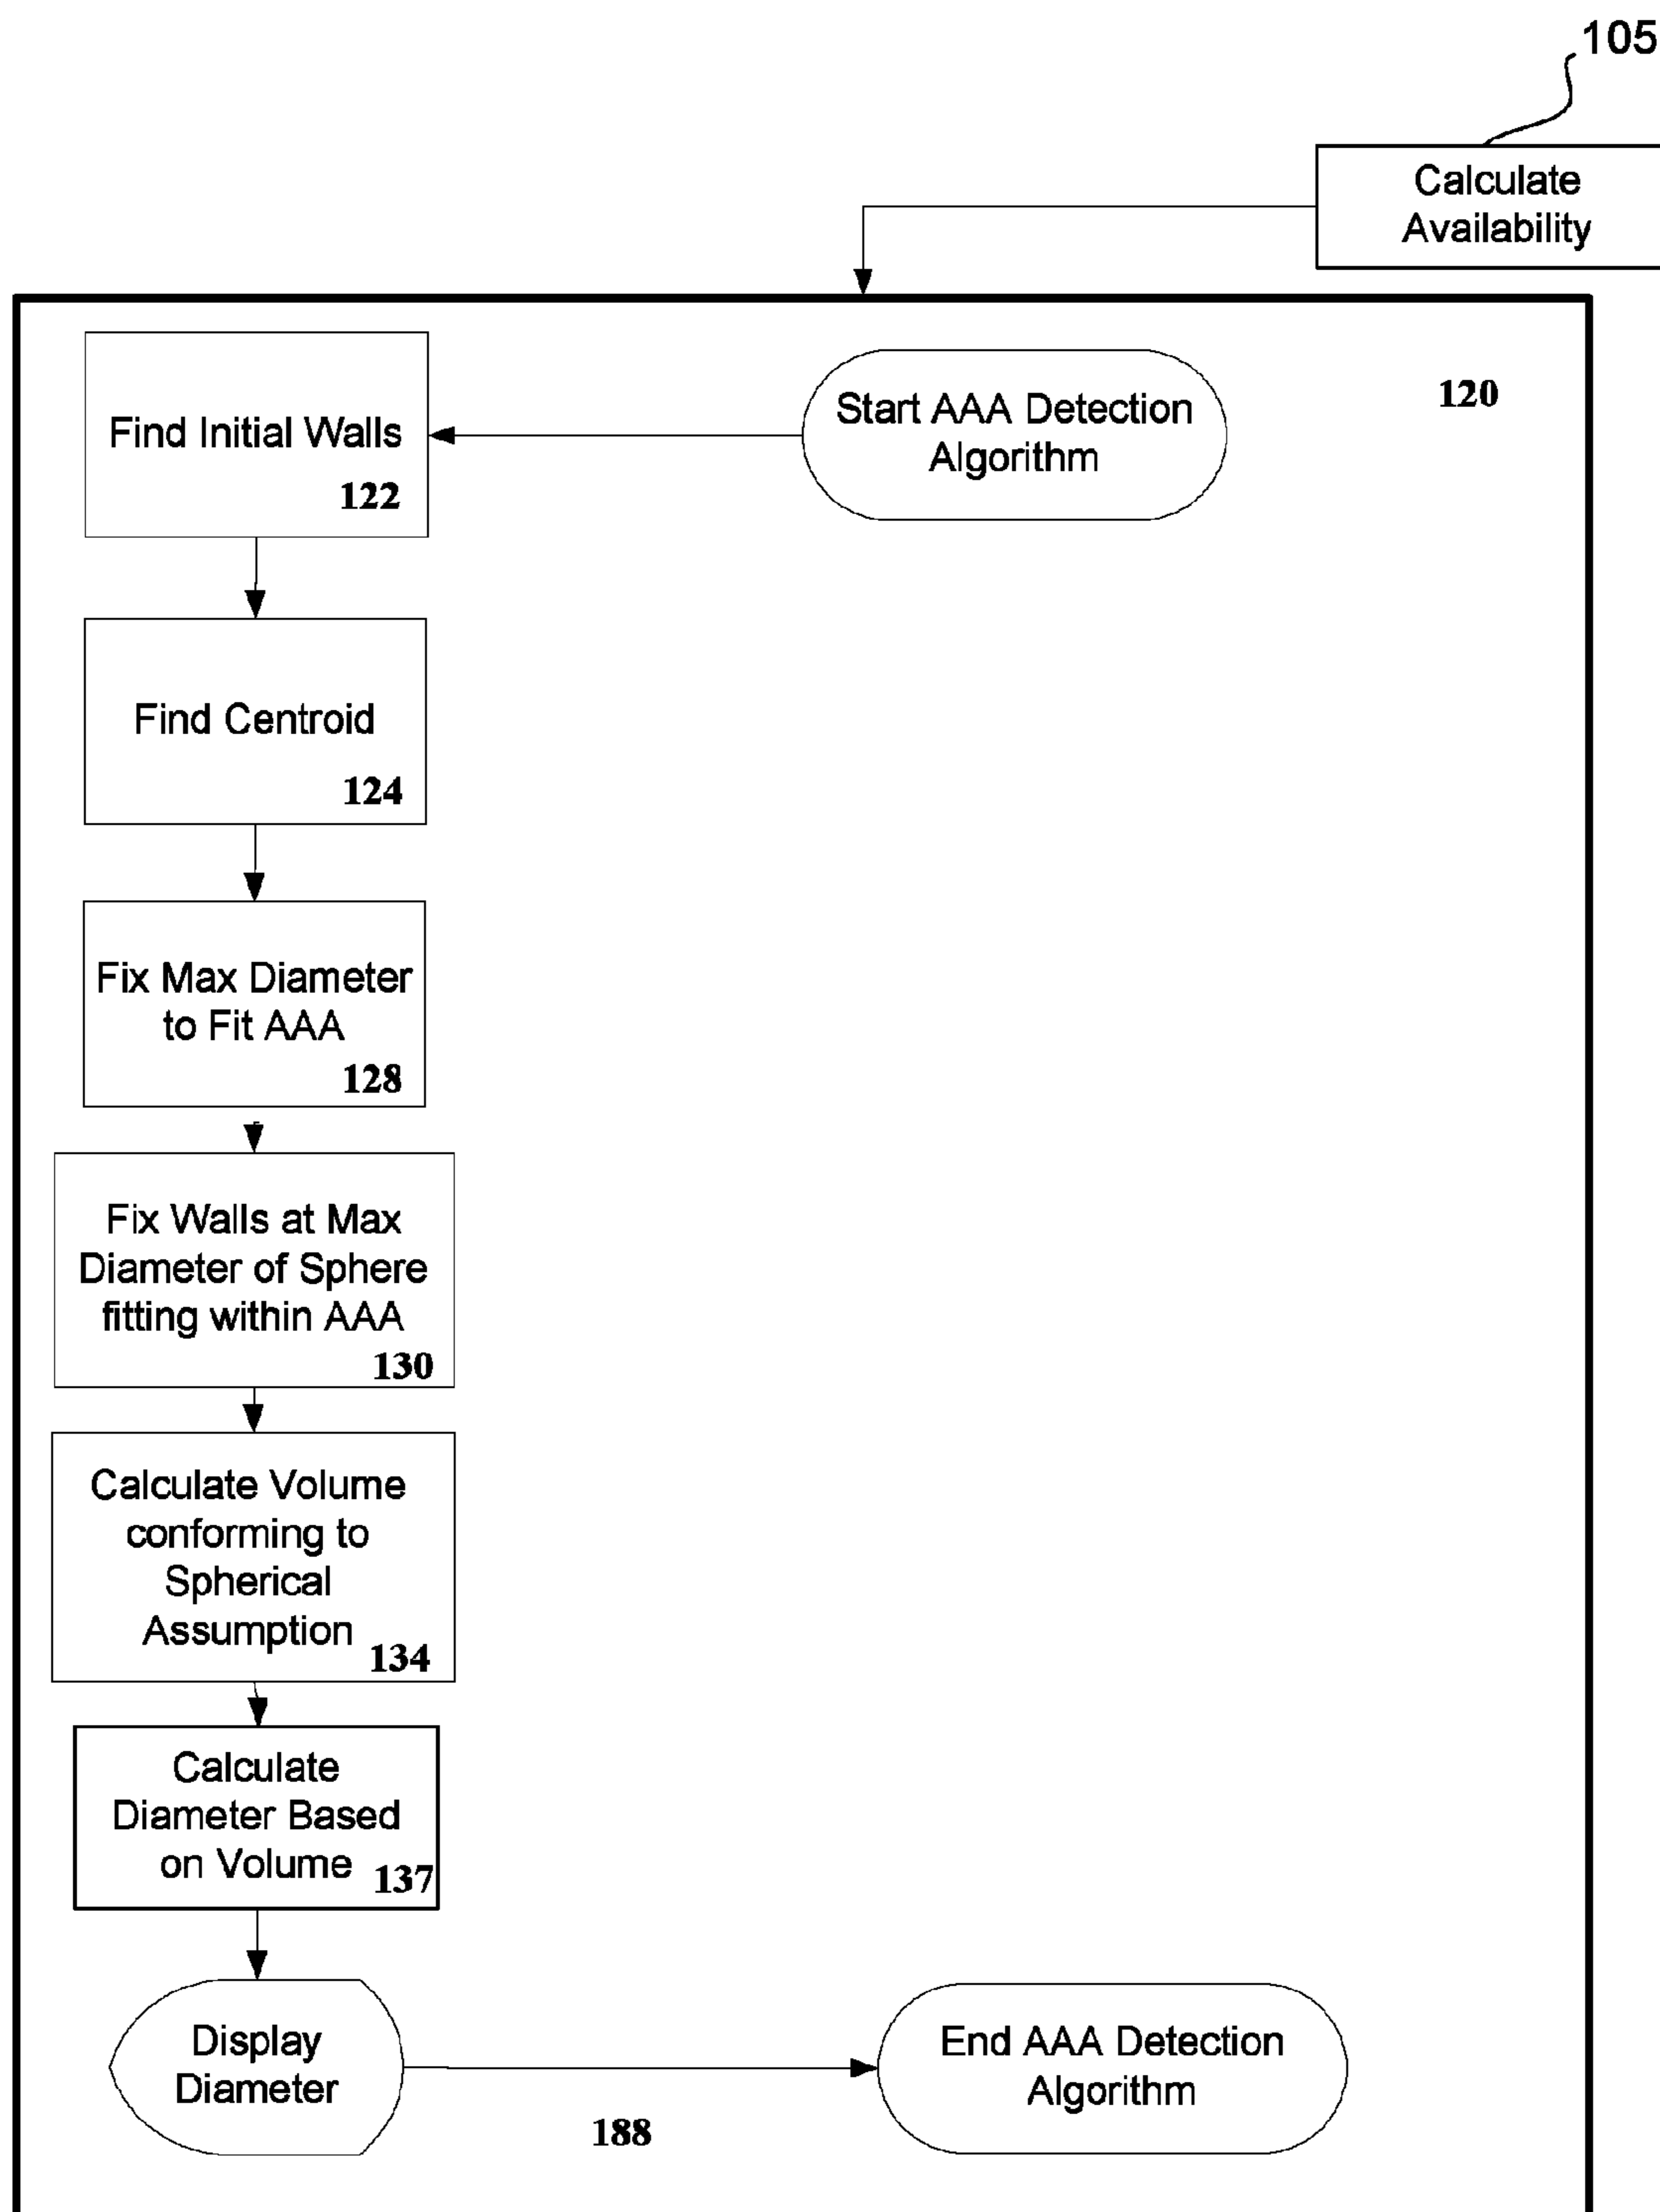 105
Calculate
Availability
120
Start AAA Detection
Algorithm
Find Initial Walls
122
Find Centroid
124
Fix Max Diameter
to Fit AAA
128
Fix Walls at Max
Diameter of Sphere
fitting within AAA
130
Calculate Volume
conforming to
Spherical
Assumption
134
Calculate
Diameter Based
on Volume
137
Display
Diameter
188
End AAA Detection
Algorithm